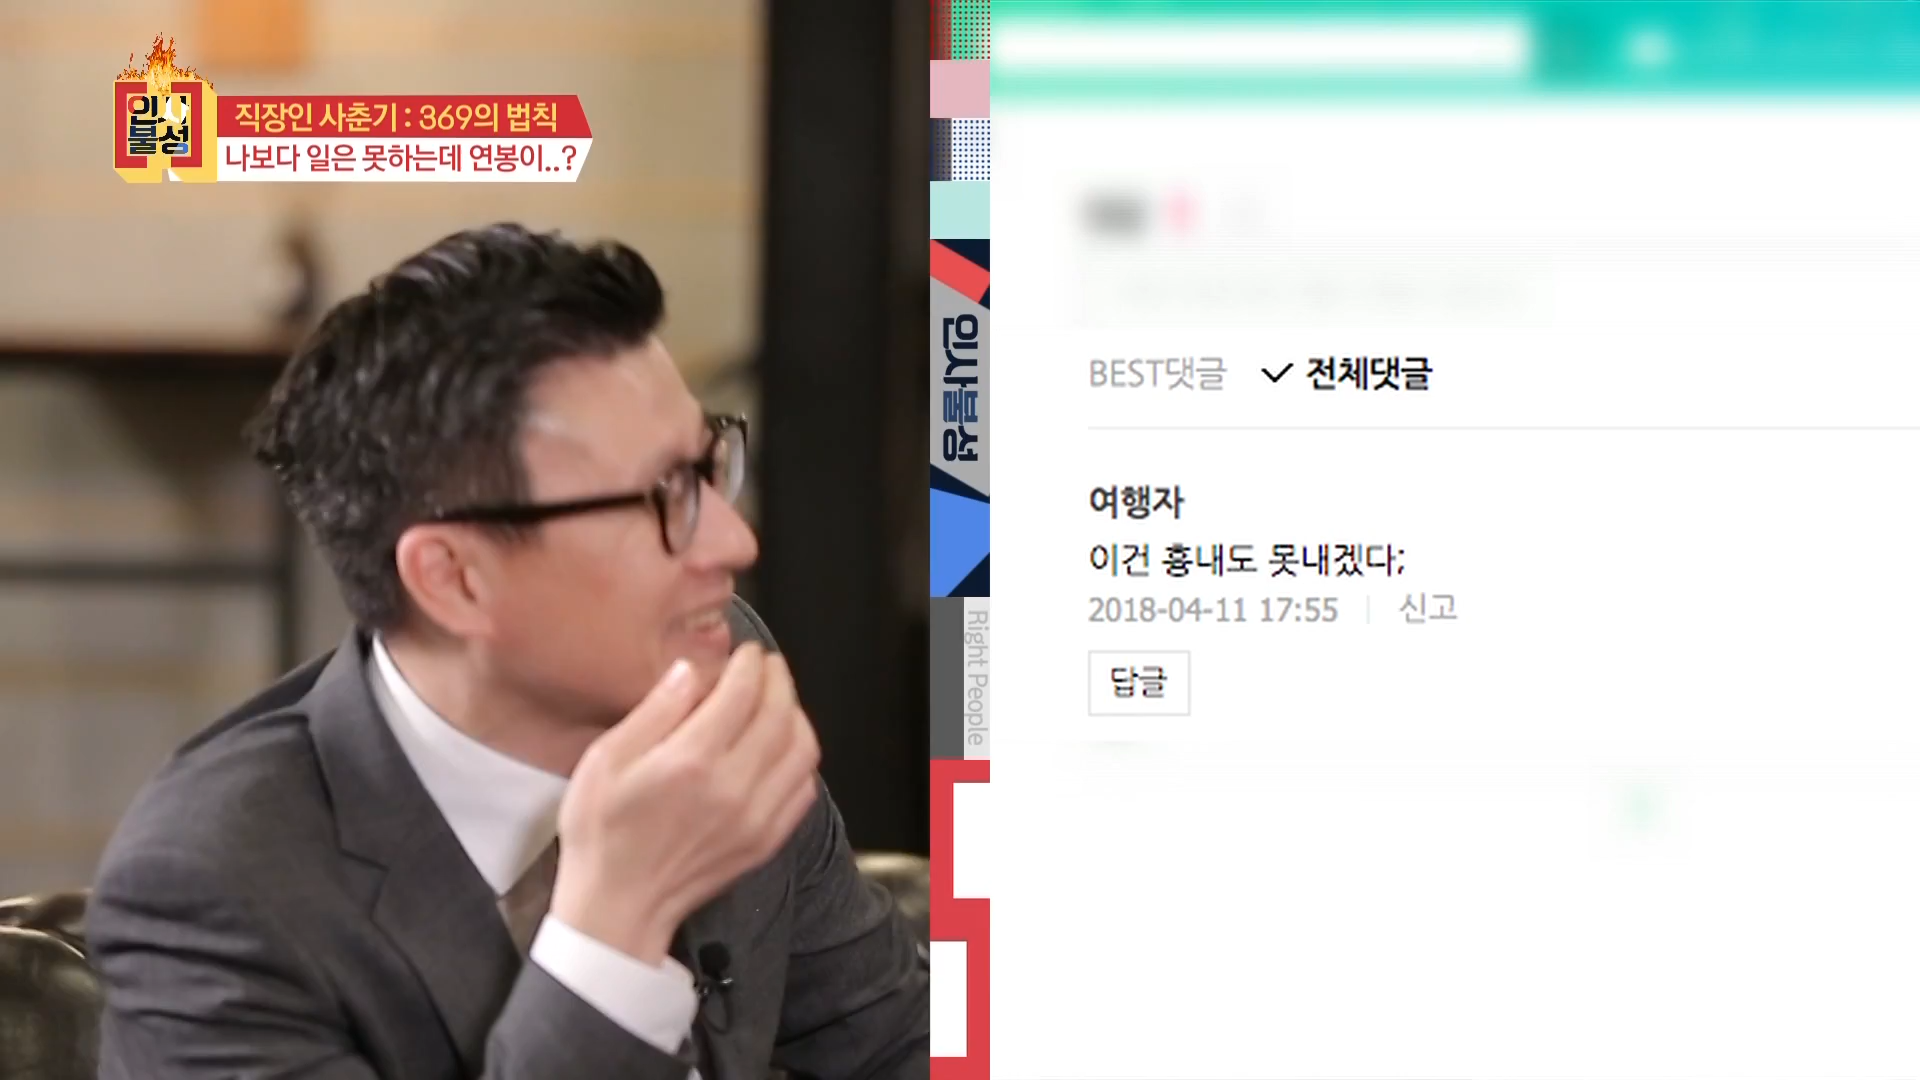 인사
불성
직장인 사춘기 : 369의 법칙
나보다 일은 못하는데 연봉이..?
인사불성
Right People
BEST댓글 ✓ 전체댓글
여행자
이건 흉내도 못내겠다;
2018-04-11 17:55 | 신고
답글